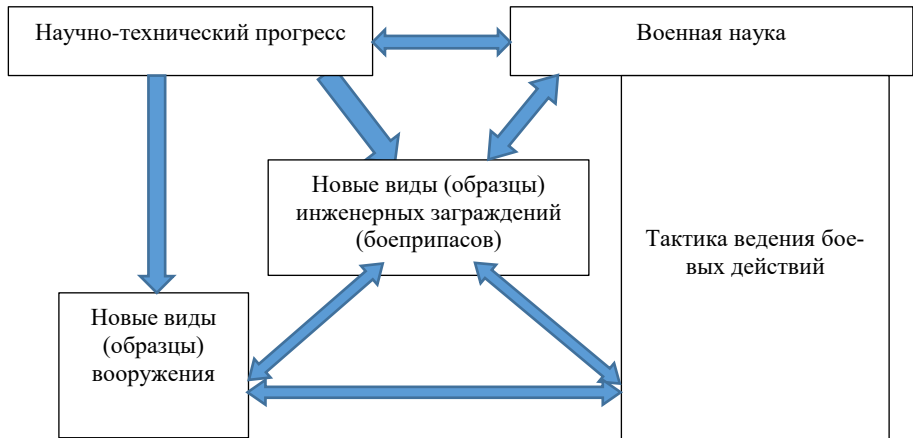 Научно-технический прогресс
Военная наука
Новые виды (образцы)
инженерных заграждений
(боеприпасов)
Тактика ведения бое-
вых действий
Новые виды
(образцы)
вооружения